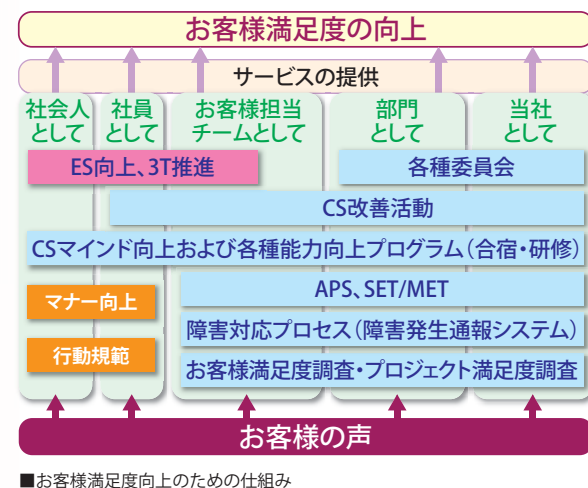 お客様満足度の向上
サービスの提供
社会人
として
社員
として
お客様担当
チームとして
部門
として
当社
として
ES向上、3T推進
各種委員会
CS改善活動
CSマインド向上および各種能力向上プログラム（合宿・研修）
マナー向上
APS、SET/MET
障害対応プロセス（障害発生通報システム）
行動規範
お客様満足度調査・プロジェクト満足度調査
お客様の声
■お客様満足度向上のための仕組み